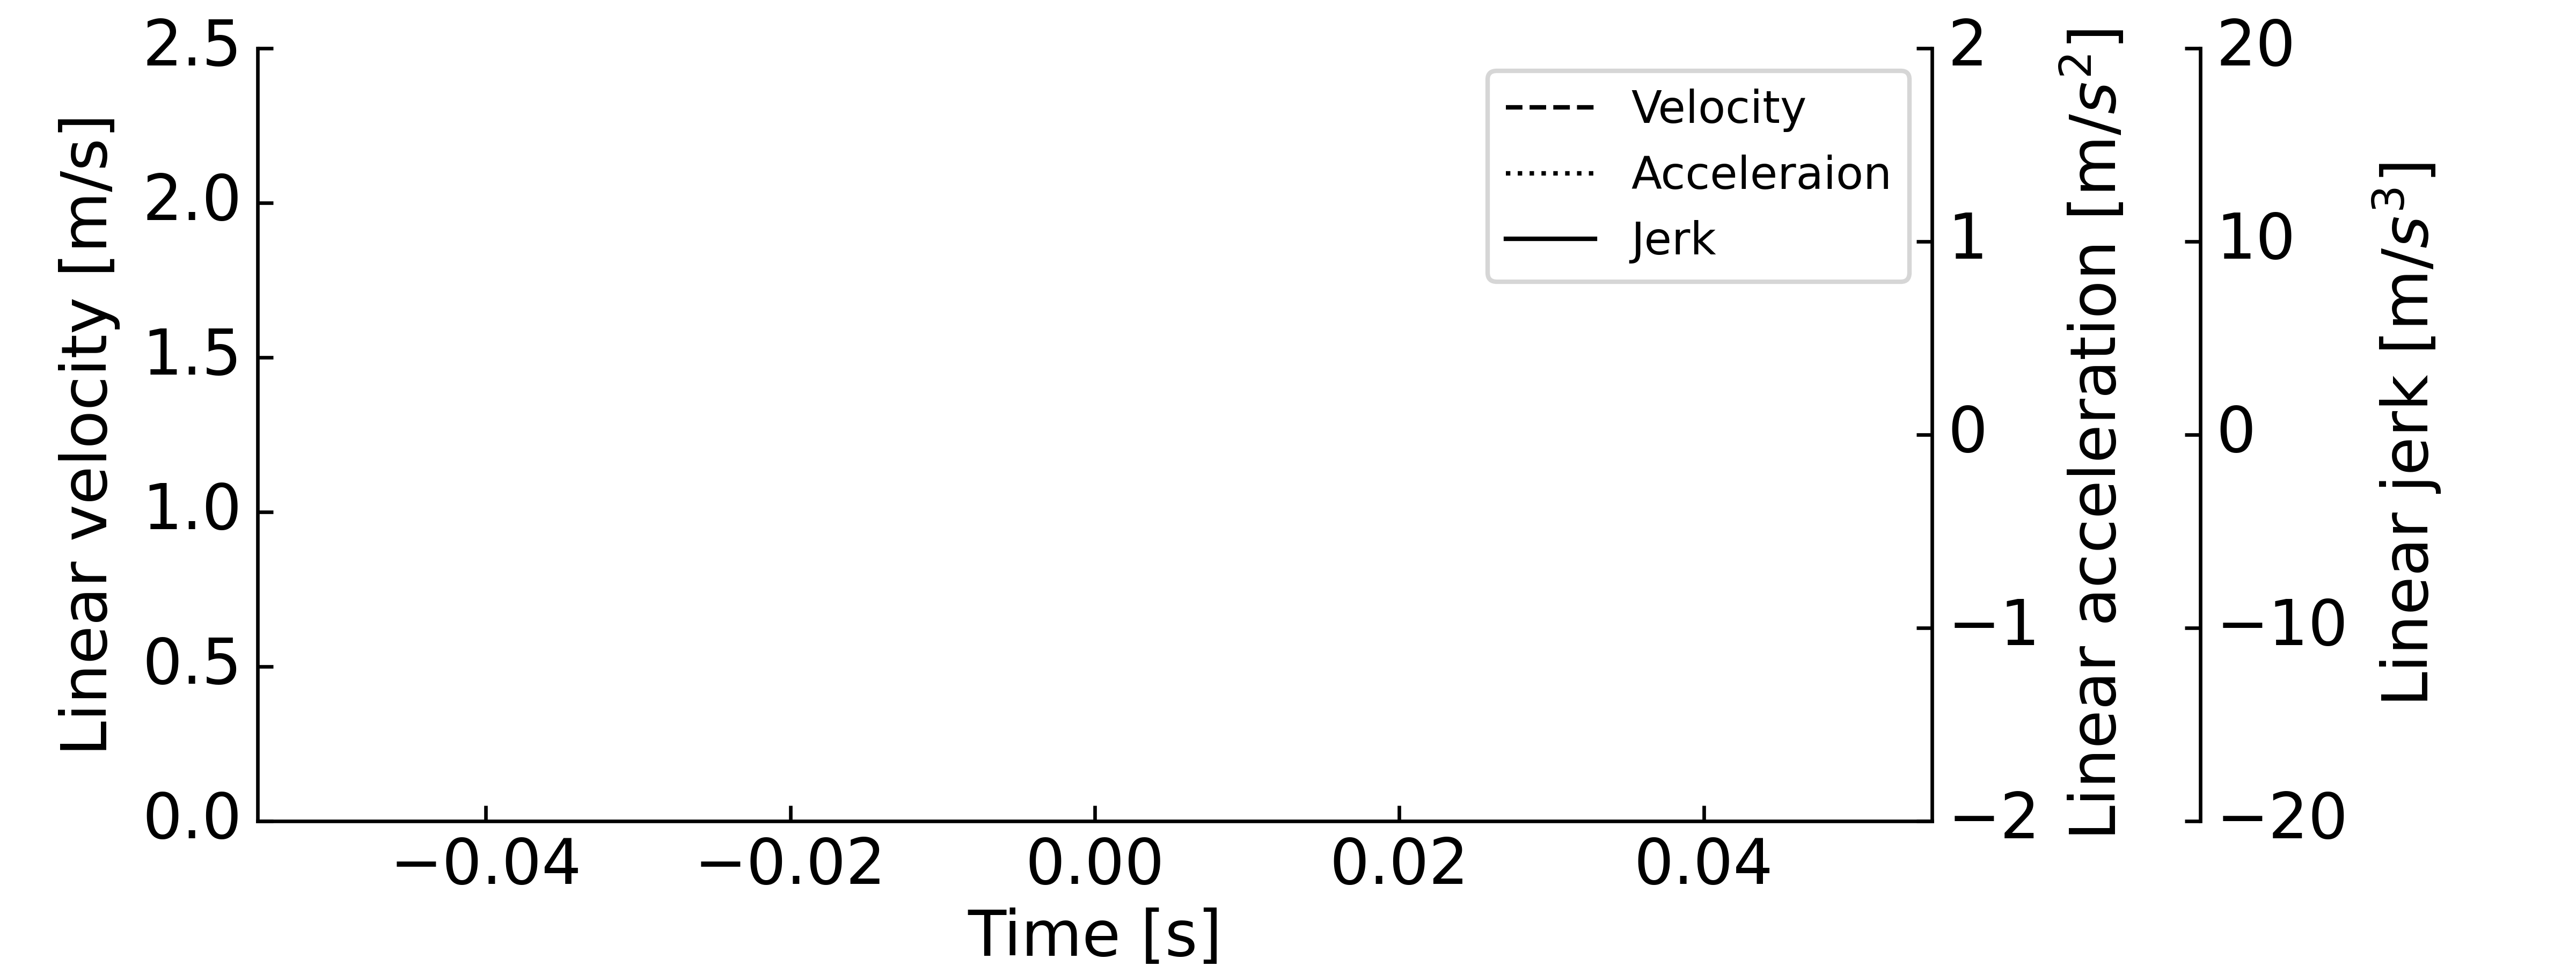 Linear velocity [m/s]
2.5
2.0
1.5
1.0
0.5
0.0
−0.04 −0.02 0.00 0.02 0.04
Time [s]
Velocity
Acceleraion
Jerk
2
1
0
−1
−2
Linear acceleration [m/s²]
20
10
0
−10
−20
Linear jerk [m/s³]